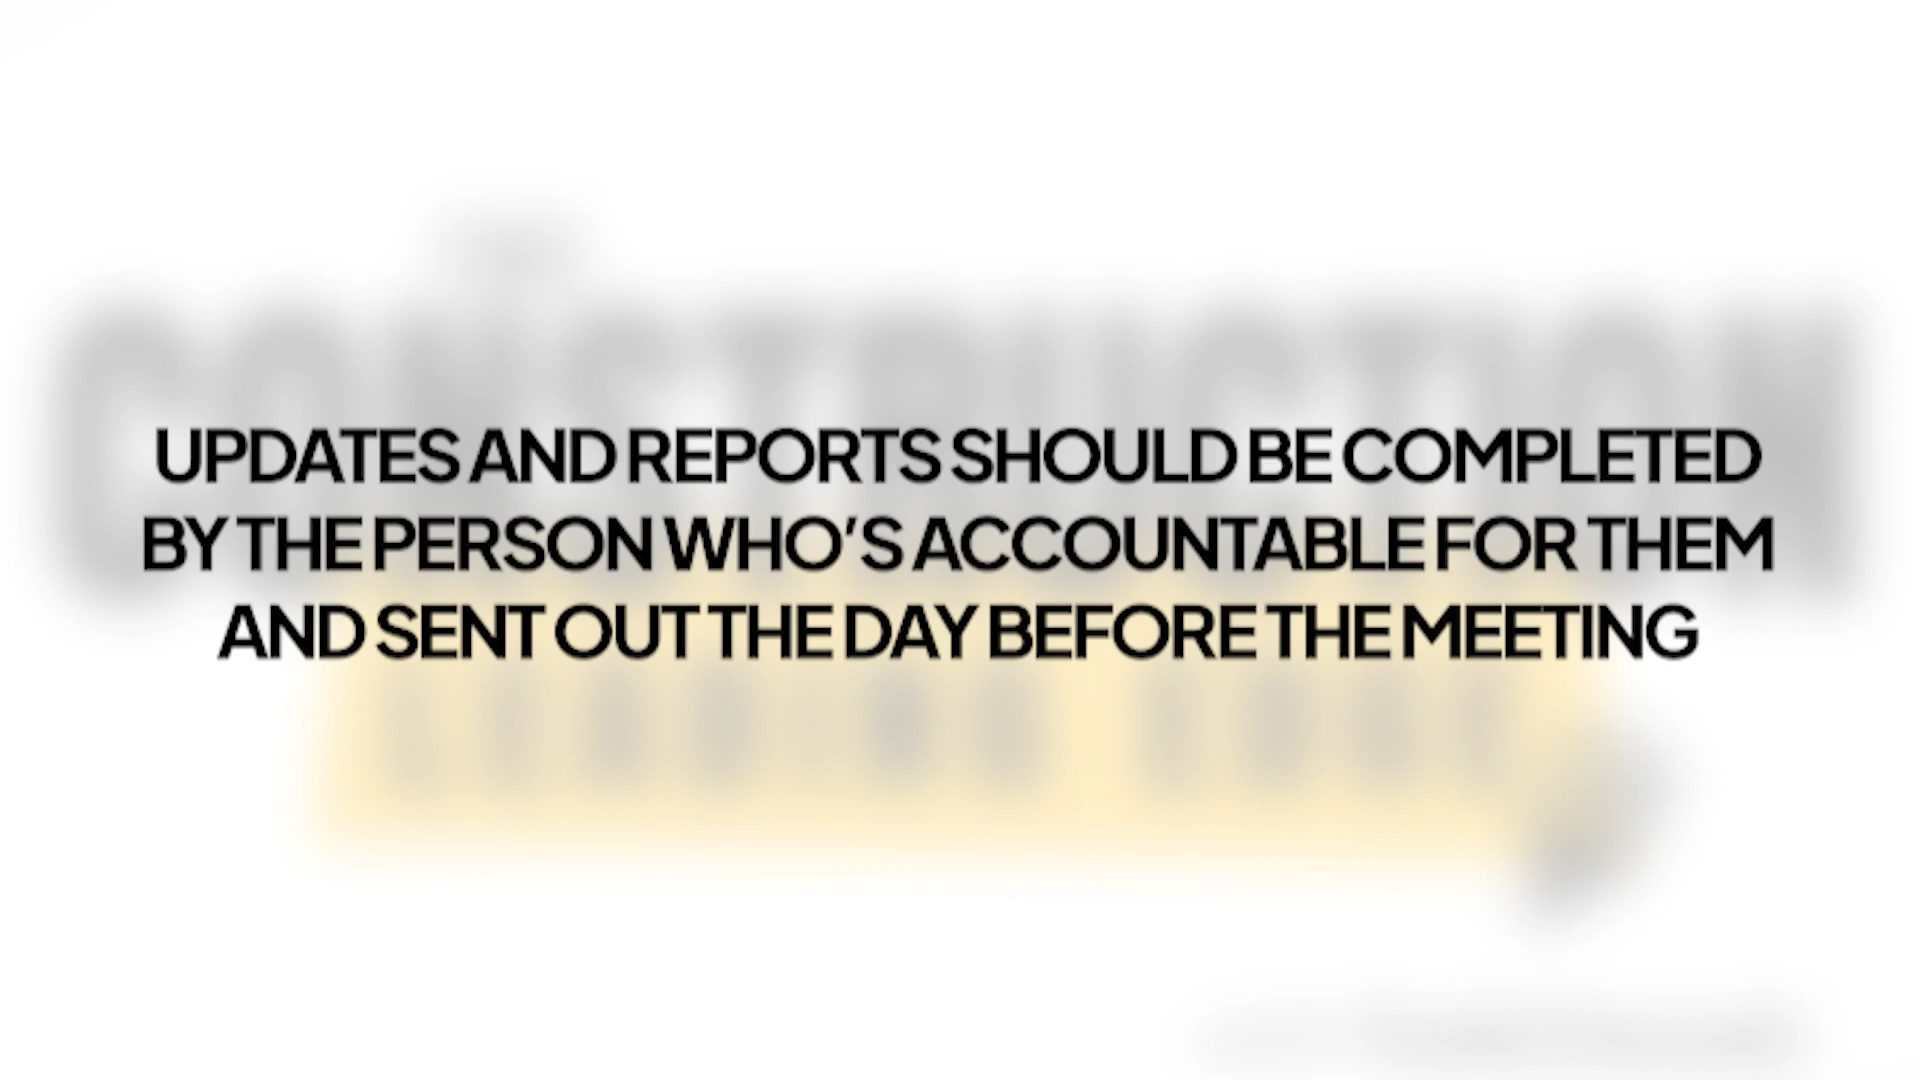 UPDATES AND REPORTS SHOULD BE COMPLETED
BY THE PERSON WHO'S ACCOUNTABLE FOR THEM
AND SENT OUT THE DAY BEFORE THE MEETING